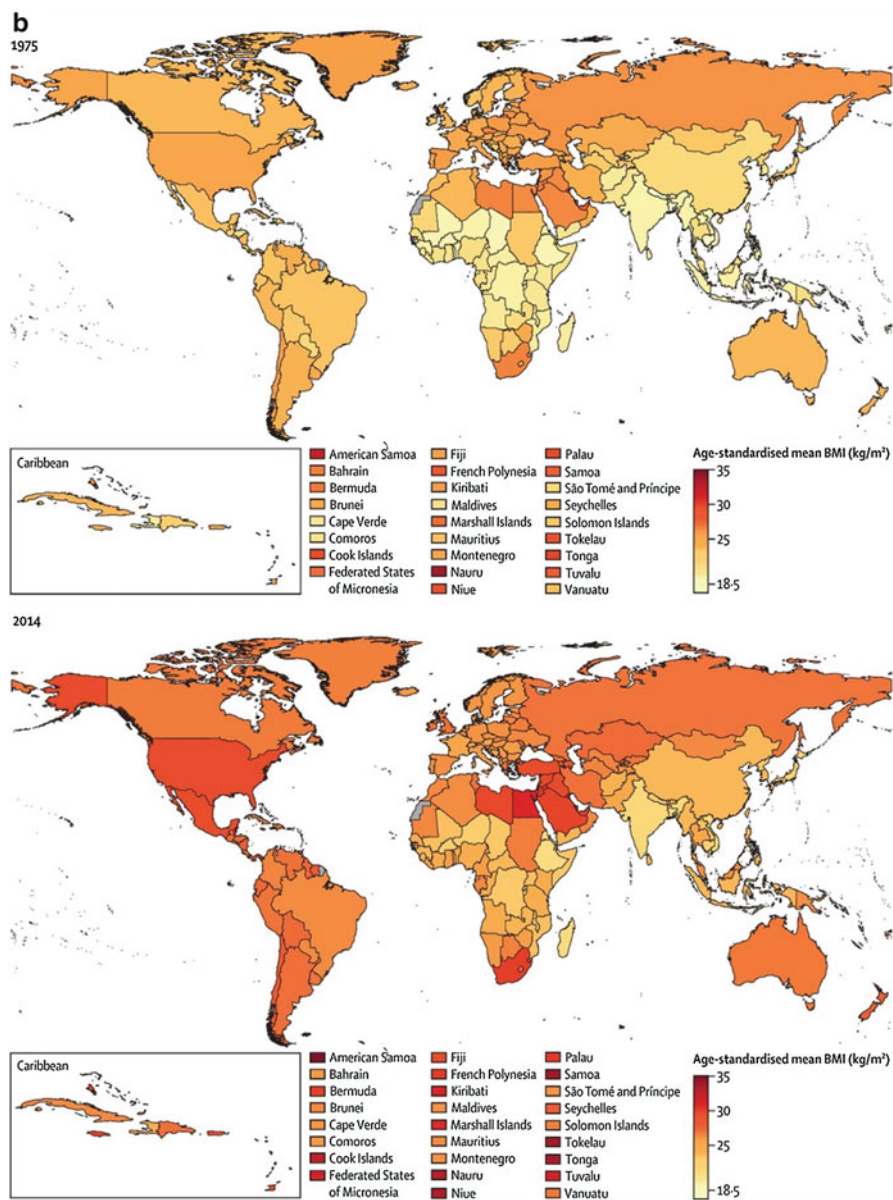 b
1975
Caribbean
American Samoa
Bahrain
Bermuda
Brunei
Cape Verde
Comoros
Cook Islands
Federated States
of Micronesia
Fiji
French Polynesia
Kiribati
Maldives
Marshall Islands
Mauritius
Montenegro
Nauru
Niue
Palau
Samoa
São Tomé and Príncipe
Seychelles
Solomon Islands
Tokelau
Tonga
Tuvalu
Vanuatu
Age-standardised mean BMI (kg/m²)
35
30
25
18·5
2014
Caribbean
American Samoa
Bahrain
Bermuda
Brunei
Cape Verde
Comoros
Cook Islands
Federated States
of Micronesia
Fiji
French Polynesia
Kiribati
Maldives
Marshall Islands
Mauritius
Montenegro
Nauru
Niue
Palau
Samoa
São Tomé and Príncipe
Seychelles
Solomon Islands
Tokelau
Tonga
Tuvalu
Vanuatu
Age-standardised mean BMI (kg/m²)
35
30
25
18·5